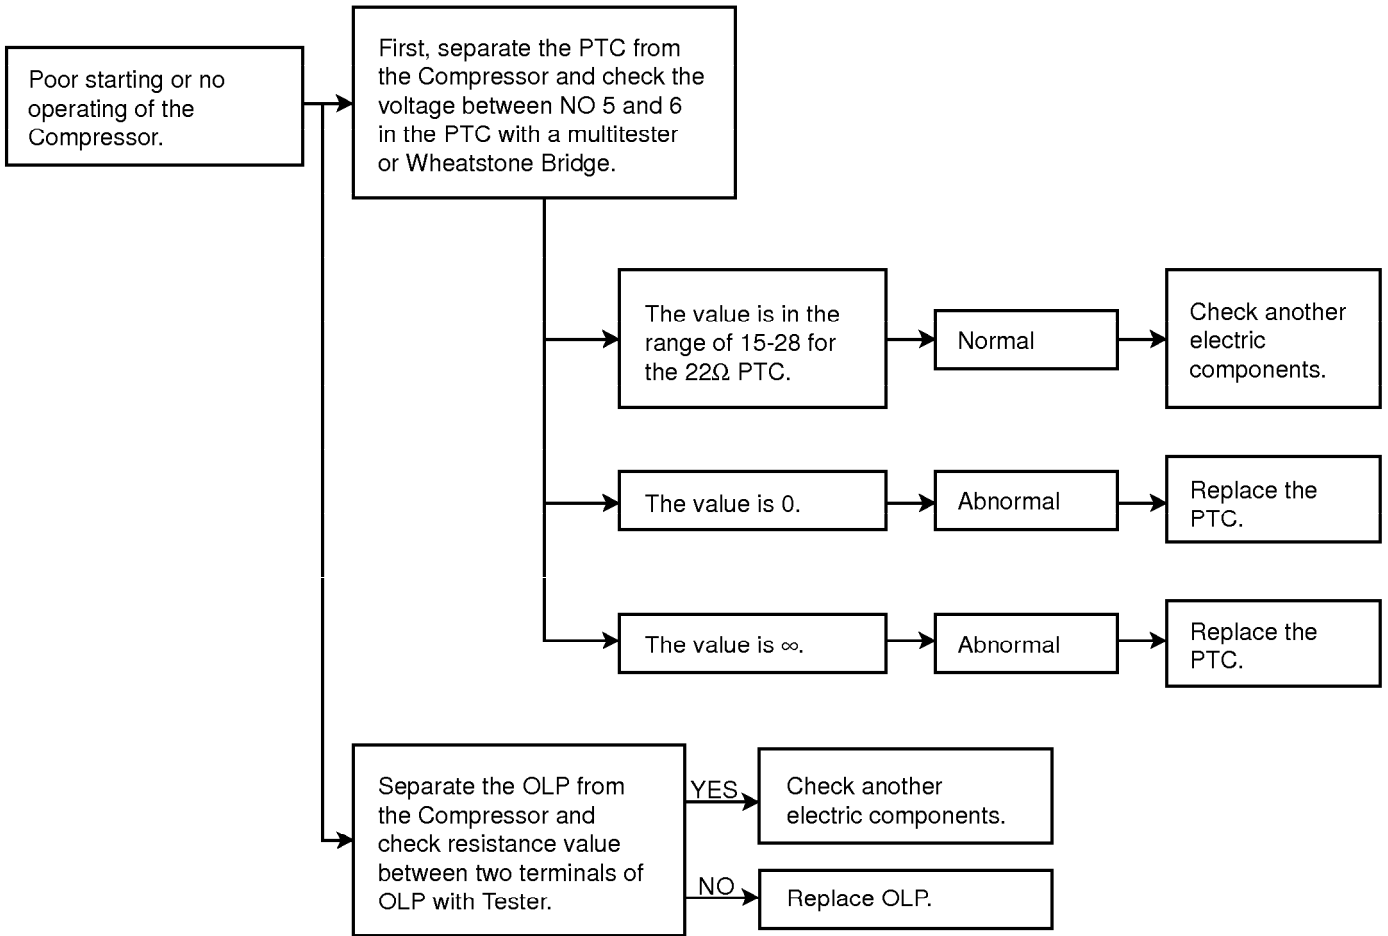 Poor starting or no
operating of the
Compressor.
First, separate the PTC from
the Compressor and check the
voltage between NO 5 and 6
in the PTC with a multitester
or Wheatstone Bridge.
The value is in the
range of 15-28 for
the 22Ω PTC.
Normal
Check another
electric
components.
The value is 0.
Abnormal
Replace the
PTC.
The value is ∞.
Abnormal
Replace the
PTC.
Separate the OLP from
the Compressor and
check resistance value
between two terminals of
OLP with Tester.
YES
Check another
electric components.
NO
Replace OLP.